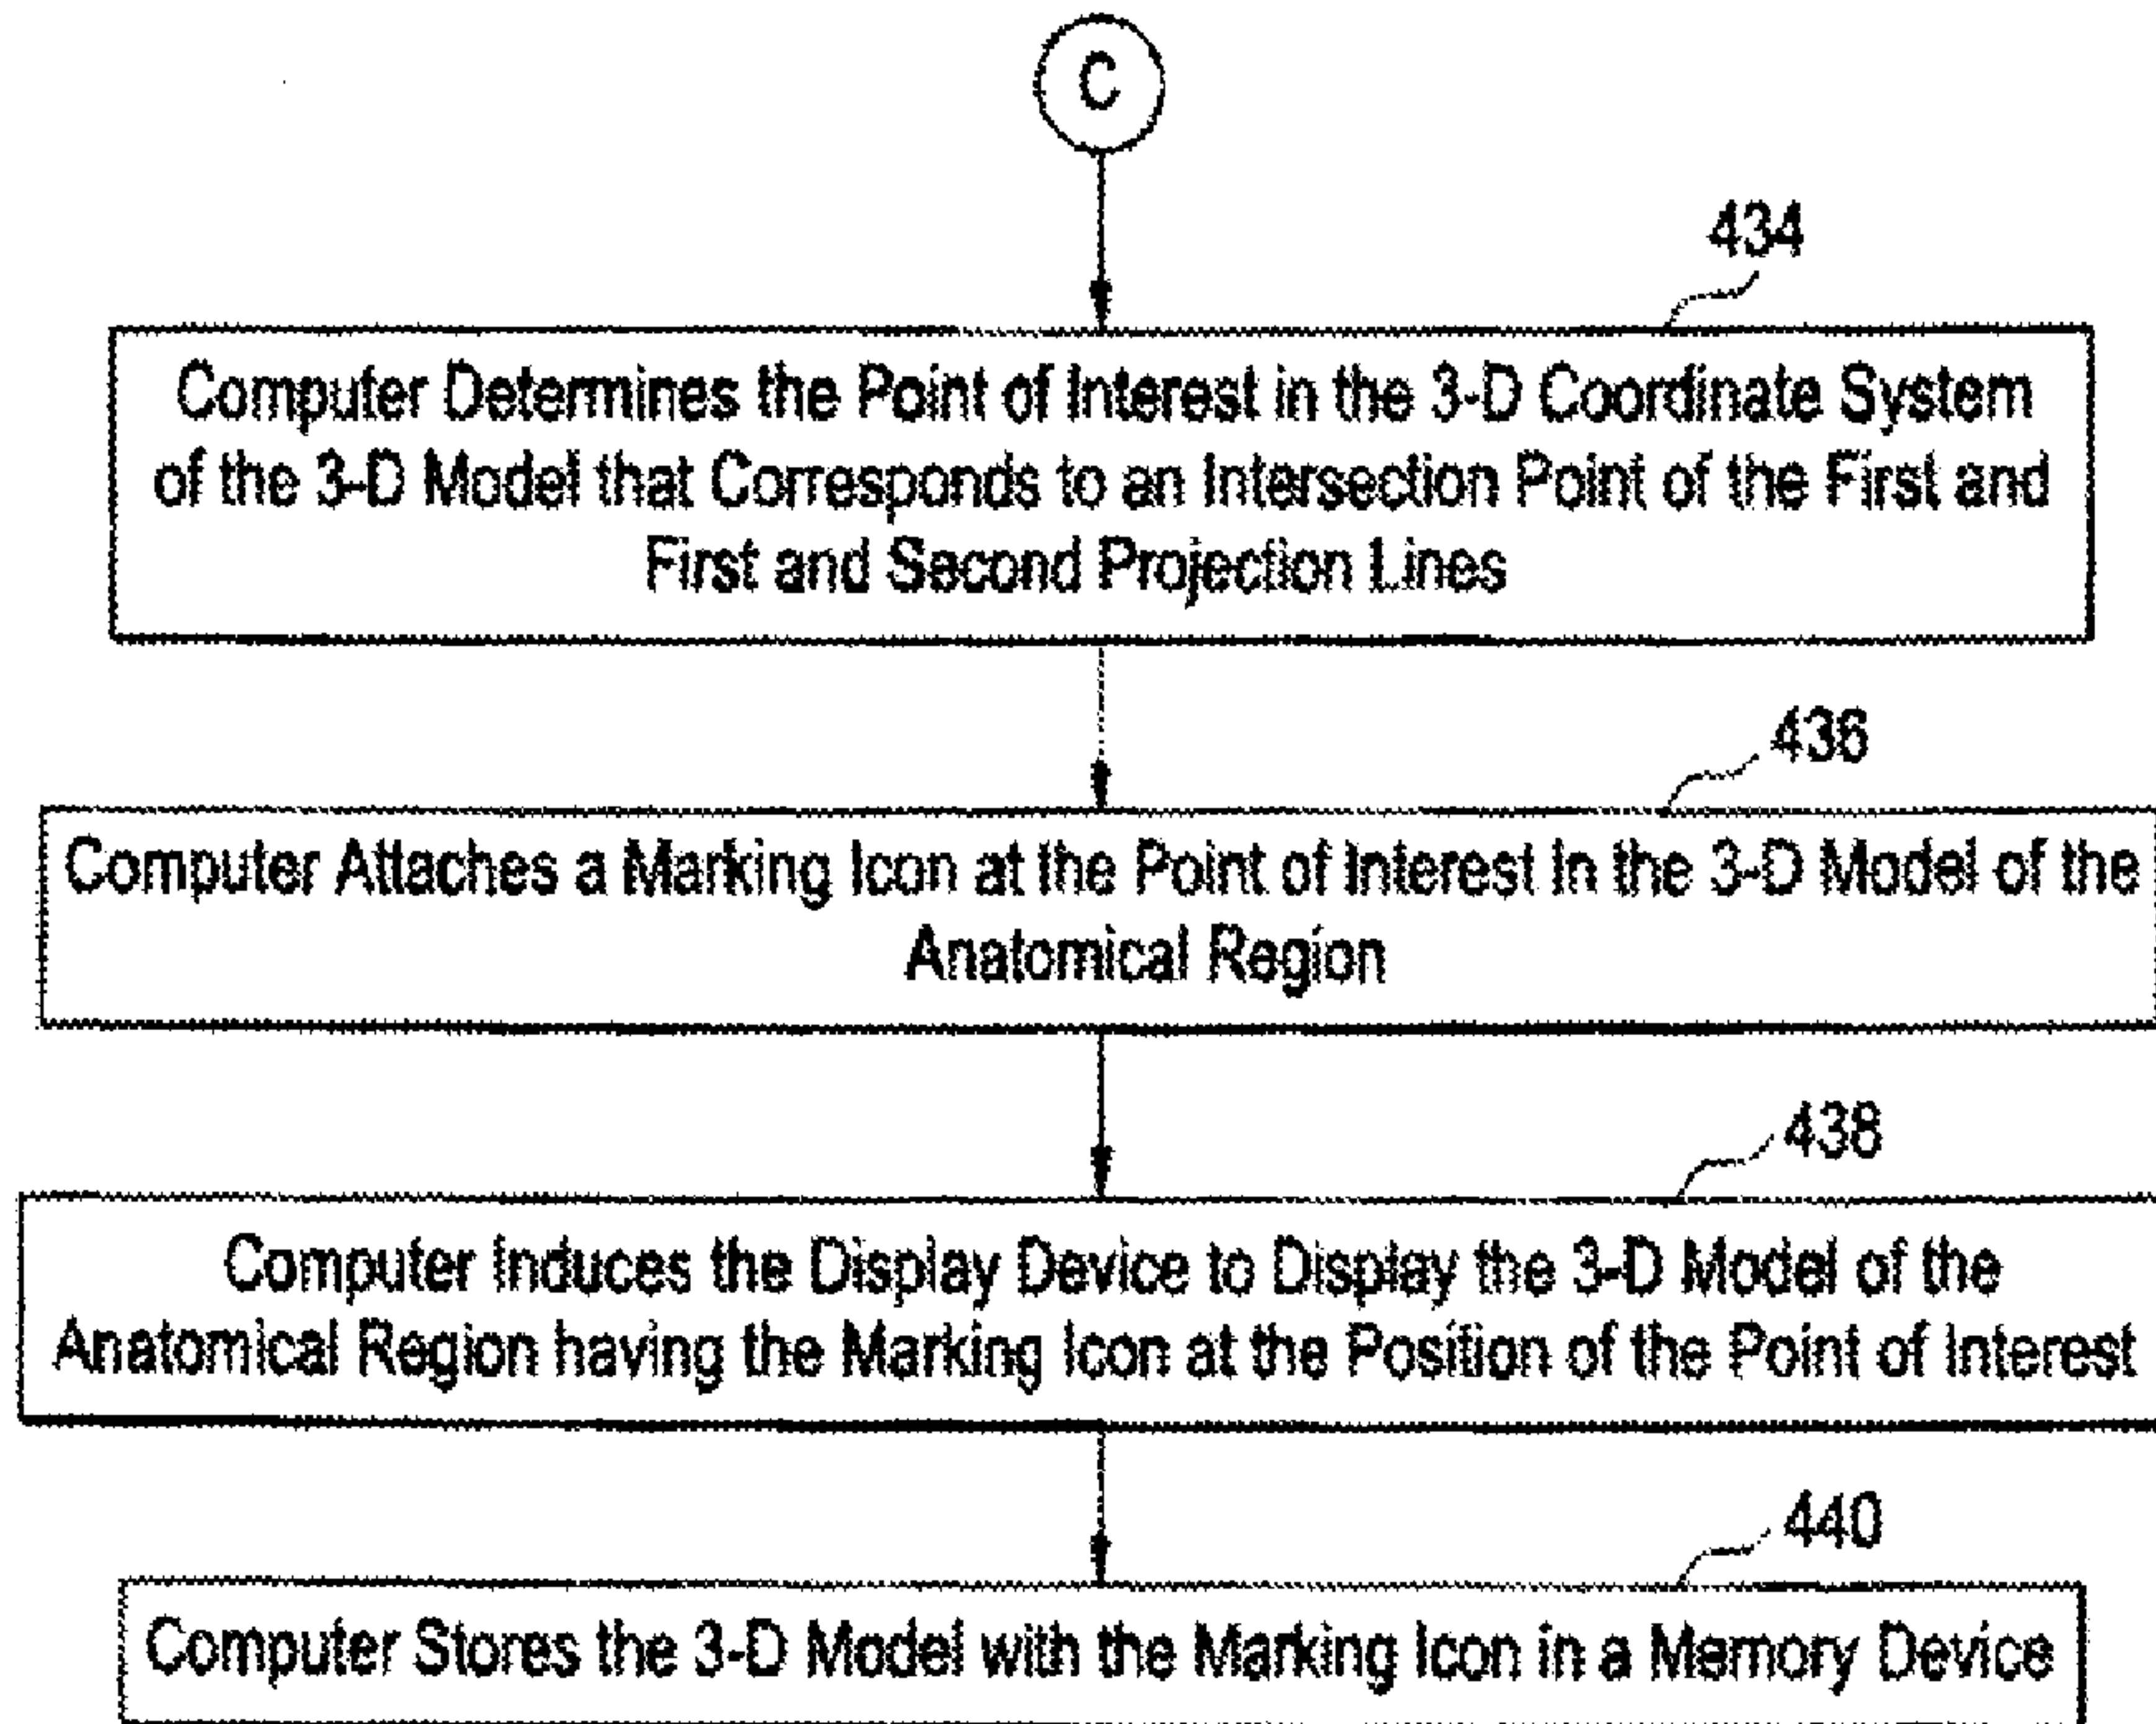 C
434
Computer Determines the Point of Interest in the 3-D Coordinate System
of the 3-D Model that Corresponds to an Intersection Point of the First and
First and Second Projection Lines
436
Computer Attaches a Marking Icon at the Point of Interest in the 3-D Model of the
Anatomical Region
438
Computer Induces the Display Device to Display the 3-D Model of the
Anatomical Region having the Marking Icon at the Position of the Point of Interest
440
Computer Stores the 3-D Model with the Marking Icon in a Memory Device